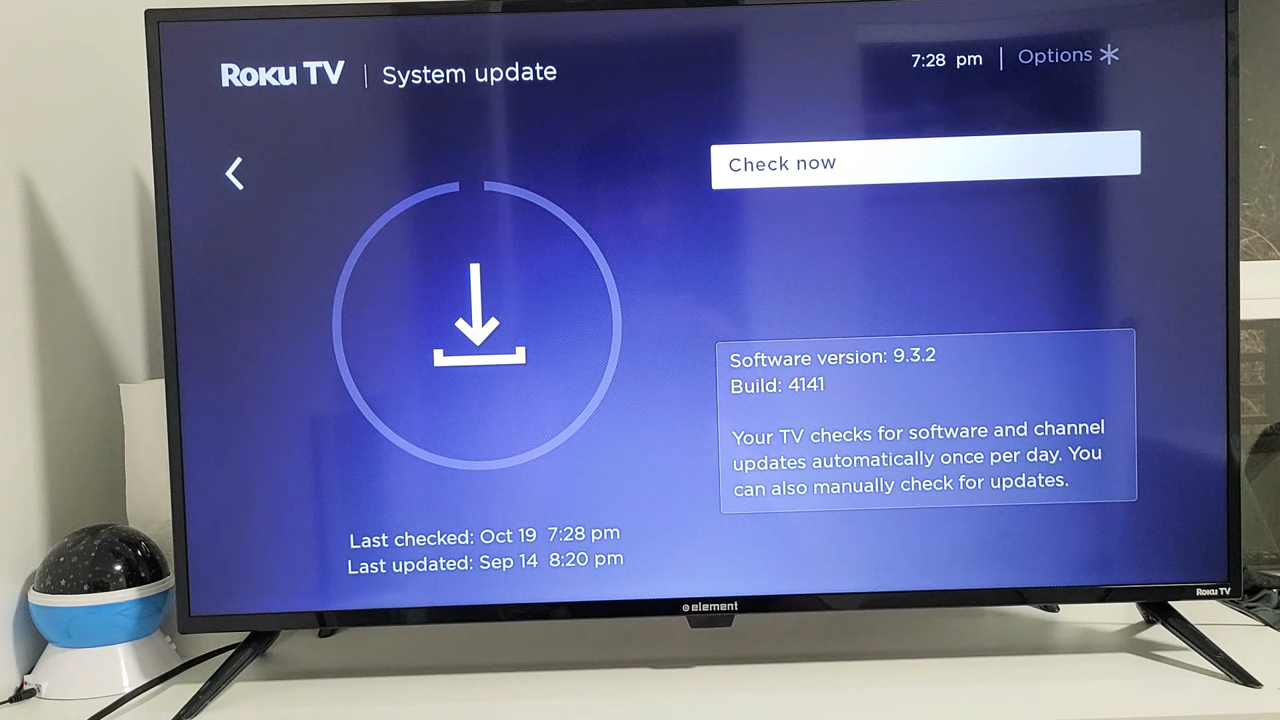 Roku TV | System update
7:28 pm | Options
Check now
Software version: 9.3.2
Build: 4141
Your TV checks for software and channel
updates automatically once per day. You
can also manually check for updates.
Last checked: Oct 19 7:28 pm
Last updated: Sep 14 8:20 pm
element
Roku TV